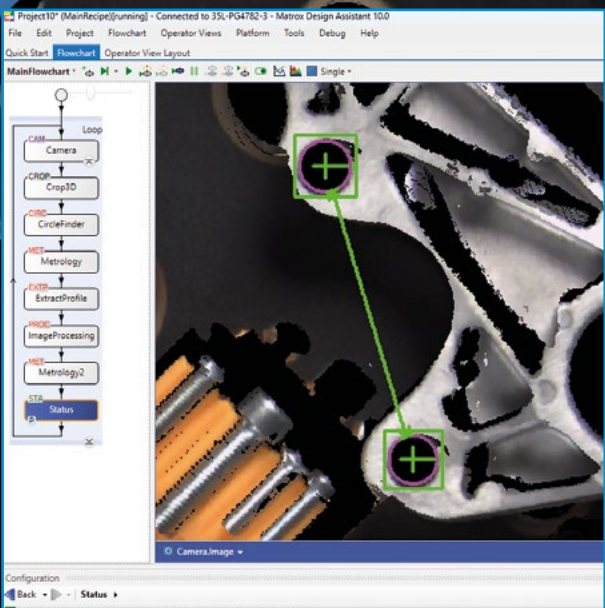 Project10* (MainRecipe)[running] - Connected to 35L-PG4782-3 - Matrox Design Assistant 10.0
File Edit Project Flowchart Operator Views Platform Tools Debug Help
Quick Start Flowchart Operator View Layout
MainFlowchart Single
Loop
CAM
Camera
CROP
Crop3D
CIRC
CircleFinder
MET
Metrology
EXTP
ExtractProfile
PROC
ImageProcessing
MET
Metrology2
STA
Status
P
Camera.Image
Configuration
Back Status